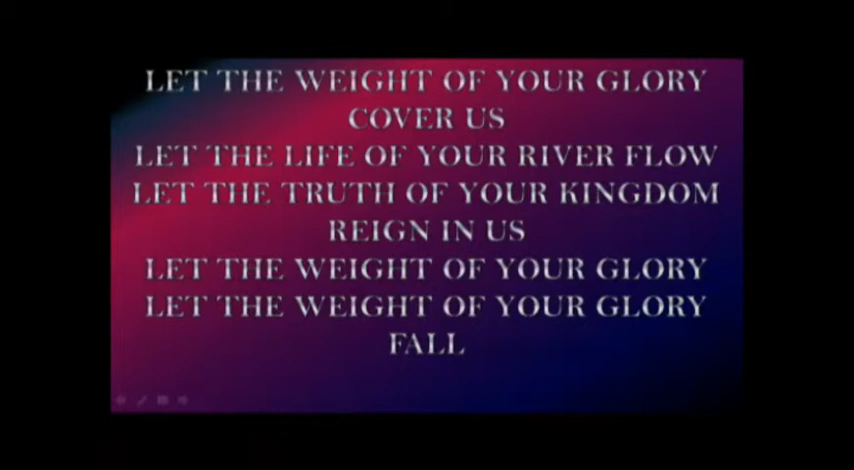 LET THE WEIGHT OF YOUR GLORY
COVER US
LET THE LIFE OF YOUR RIVER FLOW
LET THE TRUTH OF YOUR KINGDOM
REIGN IN US
LET THE WEIGHT OF YOUR GLORY
LET THE WEIGHT OF YOUR GLORY
FALL